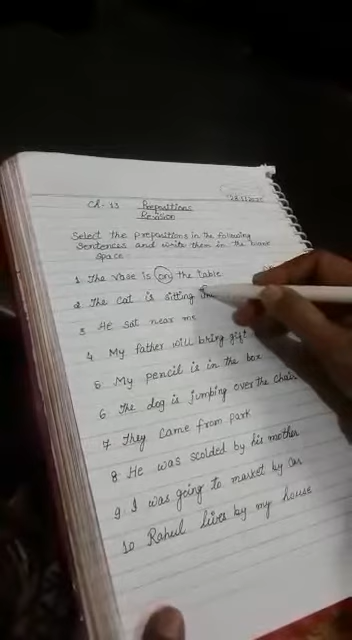 Ch-13 Prepositions
Revision
Select the prepositions in the following
sentences and write them in the
space
1 The vase is on the table
2 The cat is sitting
3 He sat near me
4 My father will bring gift
5 My pencil is in the box
6 The dog is jumping over the chair
7 They came from park
8 He was scolded by his mother
9 I was going to market by car
10 Rahul lives by my house